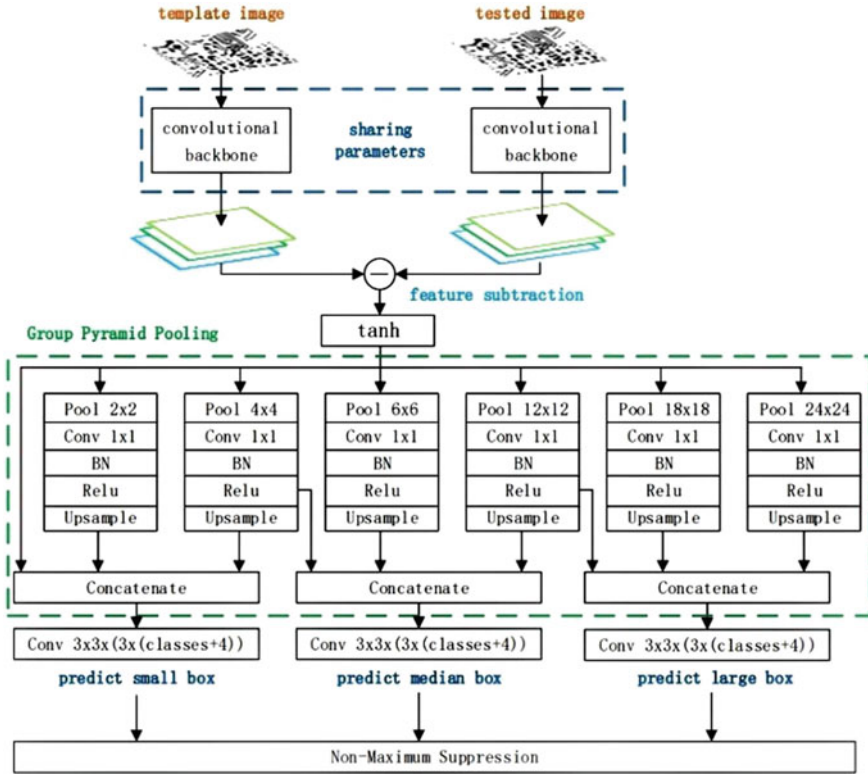 template image
tested image
convolutional
backbone
sharing
parameters
convolutional
backbone
—
feature subtraction
tanh
Group Pyramid Pooling
Pool 2x2
Conv 1x1
BN
Relu
Upsample
Pool 4x4
Conv 1x1
BN
Relu
Upsample
Pool 6x6
Conv 1x1
BN
Relu
Upsample
Pool 12x12
Conv 1x1
BN
Relu
Upsample
Pool 18x18
Conv 1x1
BN
Relu
Upsample
Pool 24x24
Conv 1x1
BN
Relu
Upsample
Concatenate
Concatenate
Concatenate
Conv 3x3x(3x(classes+4))
Conv 3x3x(3x(classes+4))
Conv 3x3x(3x(classes+4))
predict small box
predict median box
predict large box
Non-Maximum Suppression